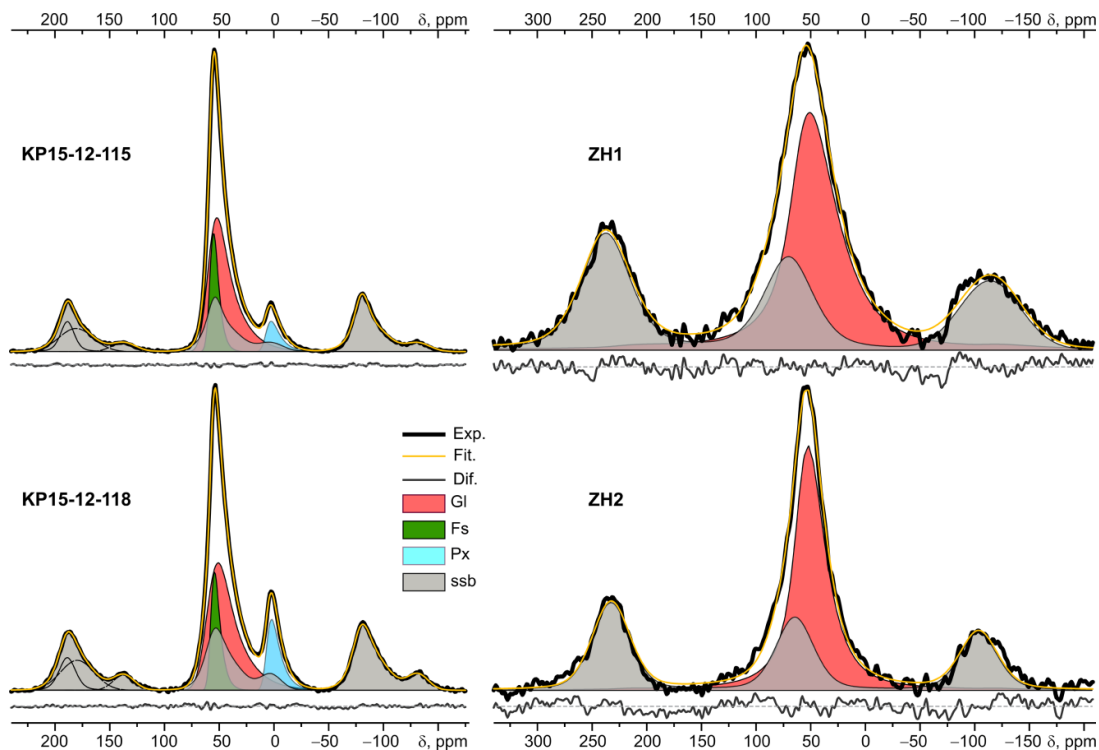 200 150 100 50 0 −50 −100 δ, ppm
300 250 200 150 100 50 0 −50 −100 −150 δ, ppm
KP15-12-115
ZH1
KP15-12-118
ZH2
Exp.
Fit.
Dif.
Gl
Fs
Px
ssb
200 150 100 50 0 −50 −100 δ, ppm
300 250 200 150 100 50 0 −50 −100 −150 δ, ppm